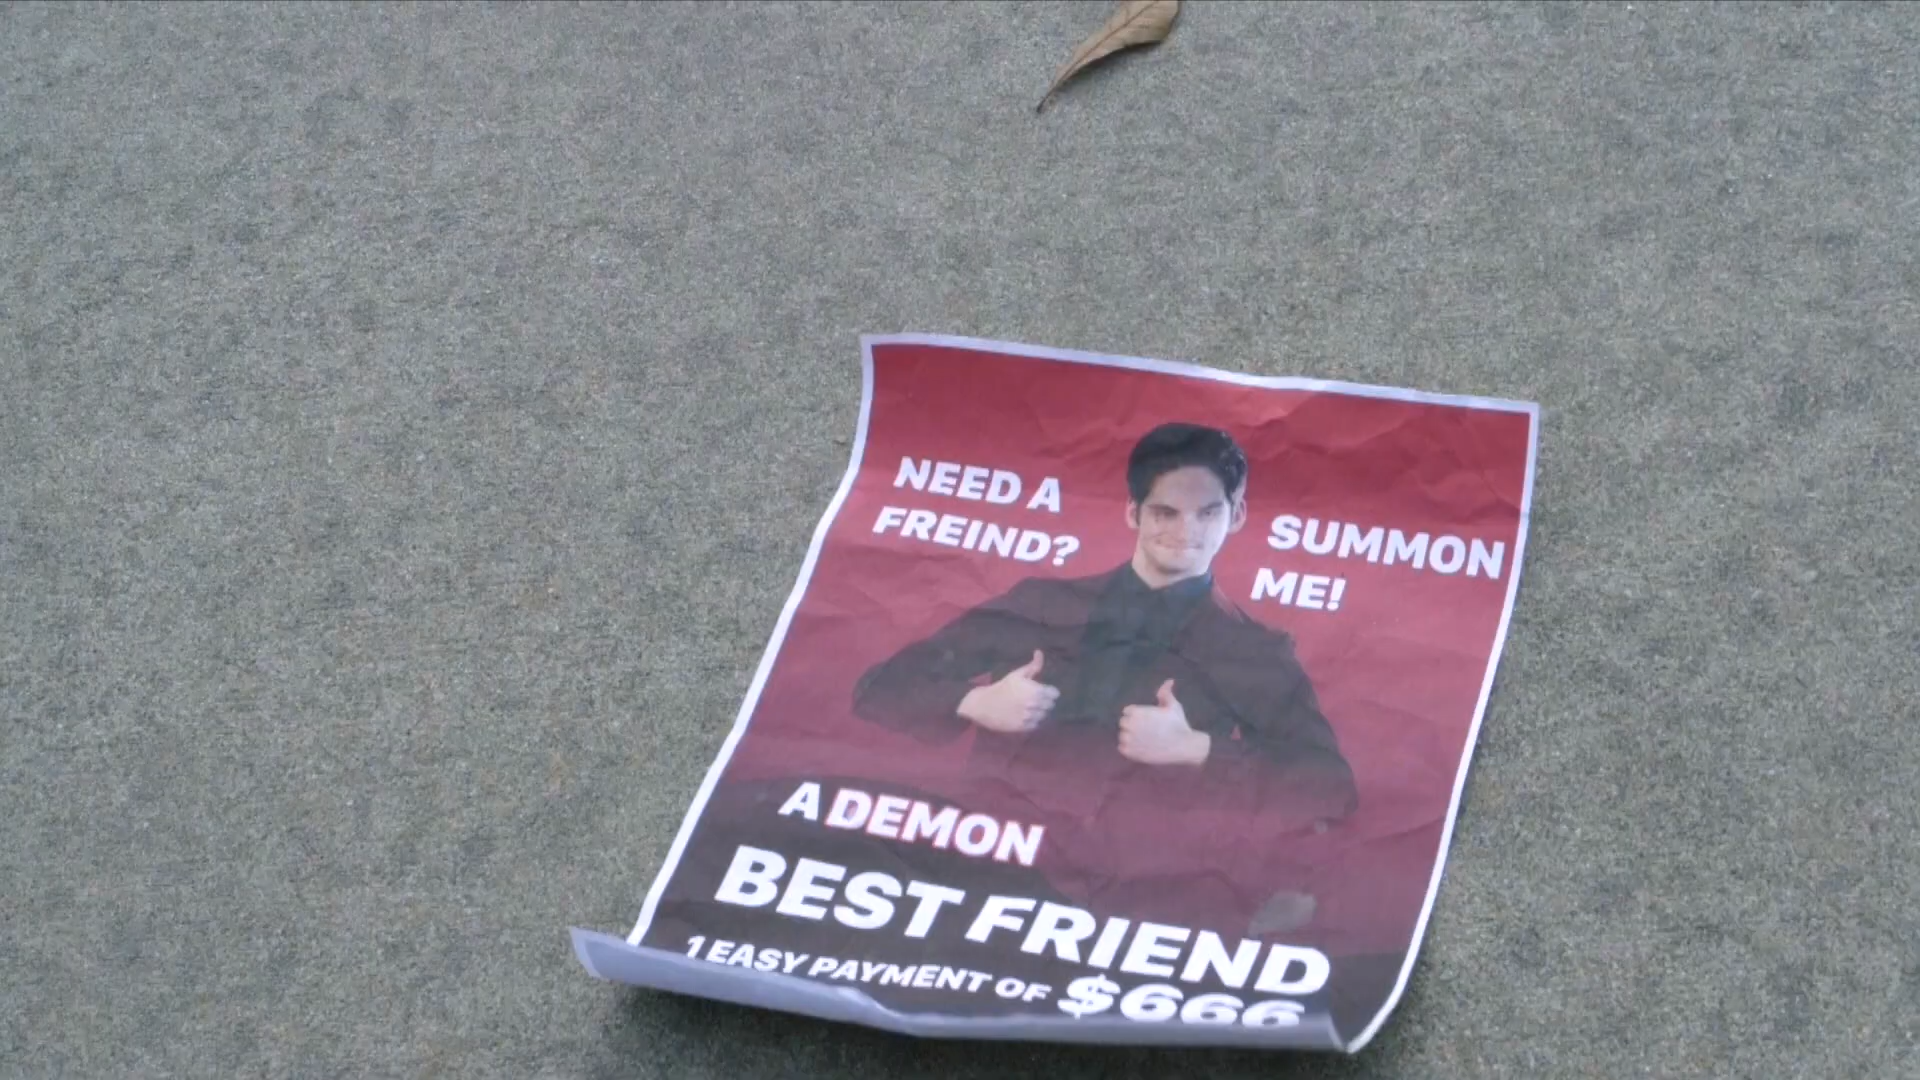 NEED A
FREIND?
SUMMON
ME!
A DEMON
BEST FRIEND
1 EASY PAYMENT OF $666